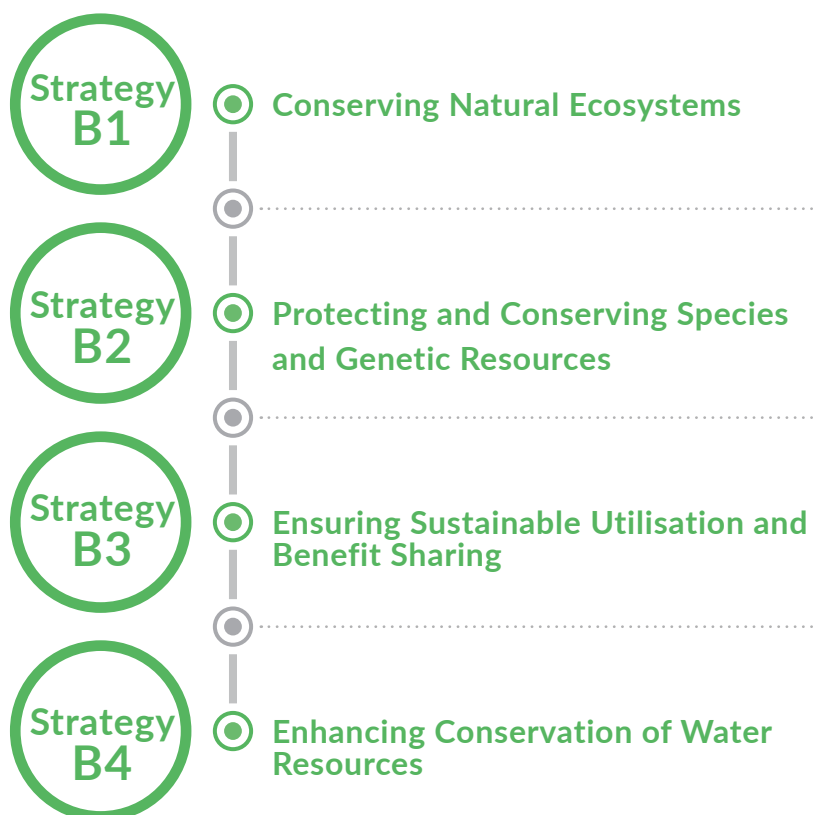 Strategy
B1
Conserving Natural Ecosystems
Strategy
B2
Protecting and Conserving Species
and Genetic Resources
Strategy
B3
Ensuring Sustainable Utilisation and
Benefit Sharing
Strategy
B4
Enhancing Conservation of Water
Resources